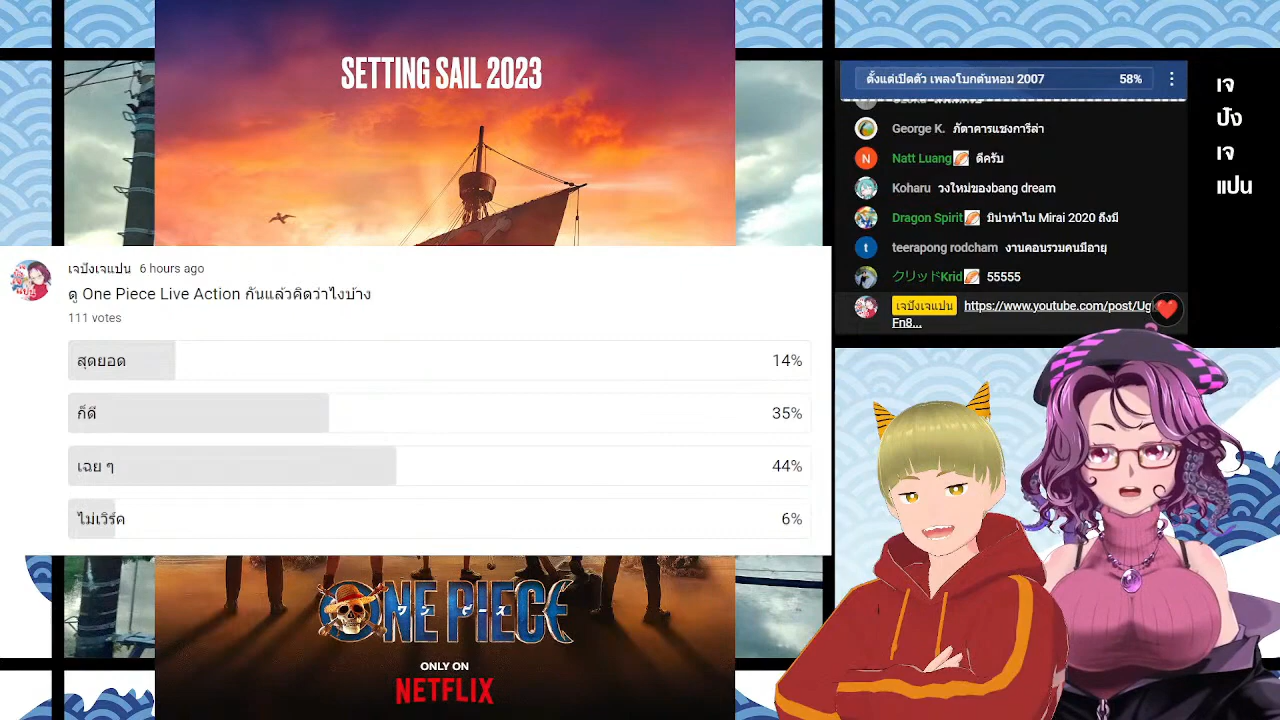 SETTING SAIL 2023
เจปังเจแปน 6 hours ago
ดู One Piece Live Action กันแล้วคิดว่าไงบ้าง
111 votes
สุดยอด 14%
ก็ดี 35%
เฉย ๆ 44%
ไม่เวิร์ค 6%
ONE PIECE
ワンピース
ONLY ON
NETFLIX
ตั้งแต่เปิดตัว เพลงโบกตันหอม 2007 58%
George K. ภัตาคารแชงการีล่า
Natt Luang ดีครับ
Koharu วงใหม่ของbang dream
Dragon Spirit มิน่าทำไม Mirai 2020 ถึงมี
teerapong rodcham งานคอนรวมคนมีอายุ
クリッドKrid 55555
เจปังเจแปน https://www.youtube.com/post/Ug
Fn8...
เจ
ปัง
เจ
แปน